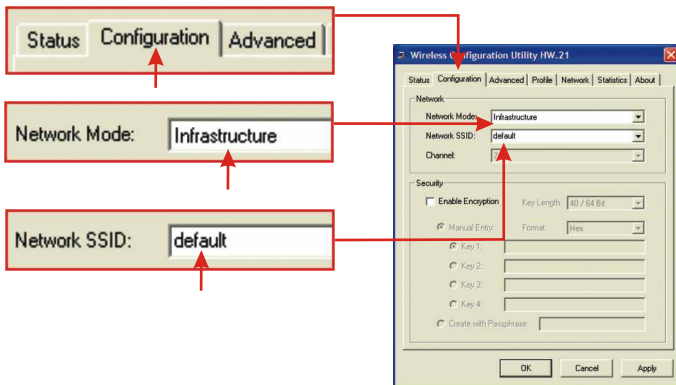 Status Configuration Advanced
Network Mode: Infrastructure
Network SSID: default
Wireless Configuration Utility HW.21
Status Configuration Advanced Profile Network Statistics About
Network
Network Mode: Infrastructure
Network SSID: default
Channel:
Security
Enable Encryption Key Length: 40 / 64 Bit
Manual Entry: Format: Hex
Key 1:
Key 2:
Key 3:
Key 4:
Create with Passphrase:
OK Cancel Apply